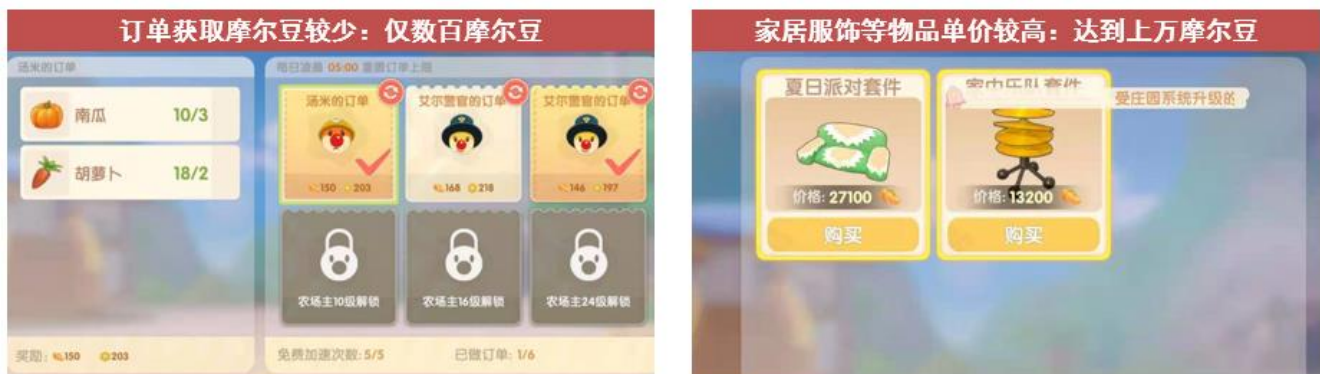 订单获取摩尔豆较少：仅数百摩尔豆
汤米的订单
南瓜 10/3
胡萝卜 18/2
奖励: 150 203
每日凌晨 05:00 重置订单上限
汤米的订单
150 203
艾尔警官的订单
168 218
艾尔警官的订单
146 197
农场主10级解锁
农场主16级解锁
农场主24级解锁
免费加速次数: 5/5
已做订单: 1/6
家居服饰等物品单价较高：达到上万摩尔豆
夏日派对套件
价格: 27100
购买
家中乐队套件
受庄园系统升级的
价格: 13200
购买